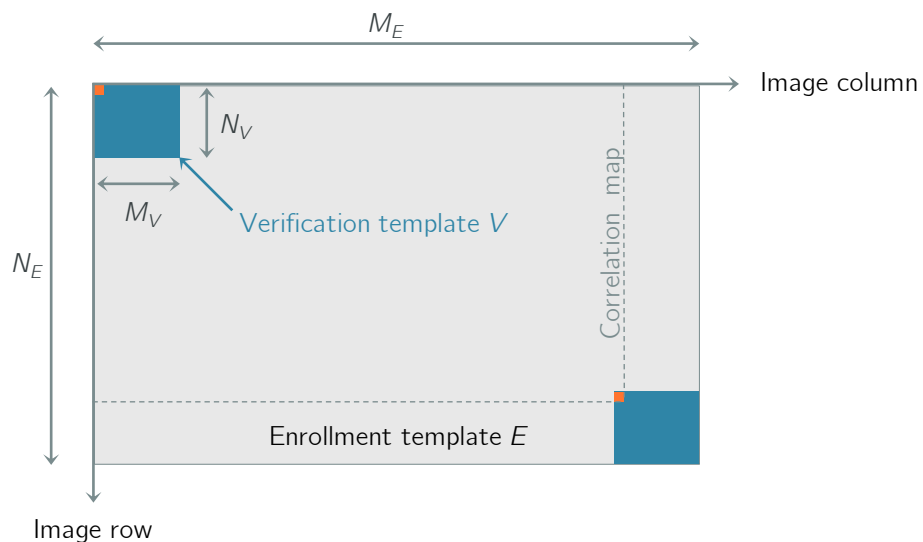 M_E
Image column
N_V
M_V
Verification template V
N_E
Correlation map
Enrollment template E
Image row